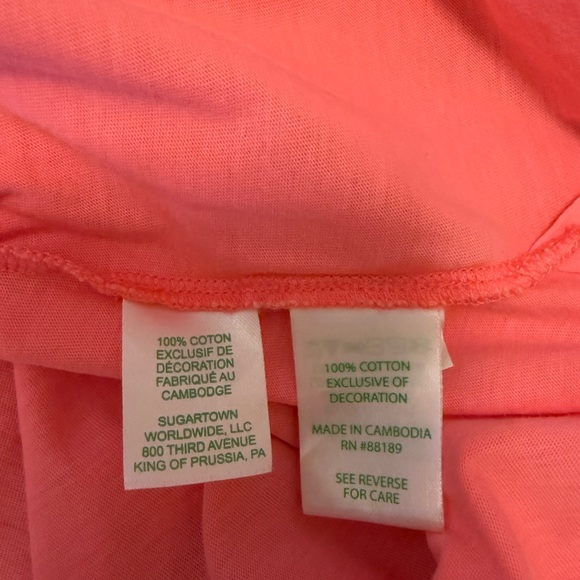 100% COTON
EXCLUSIF DE
DÉCORATION
FABRIQUÉ AU
CAMBODGE
SUGARTOWN
WORLDWIDE, LLC
800 THIRD AVENUE
KING OF PRUSSIA, PA
100% COTTON
EXCLUSIVE OF
DECORATION
MADE IN CAMBODIA
RN #88189
SEE REVERSE
FOR CARE